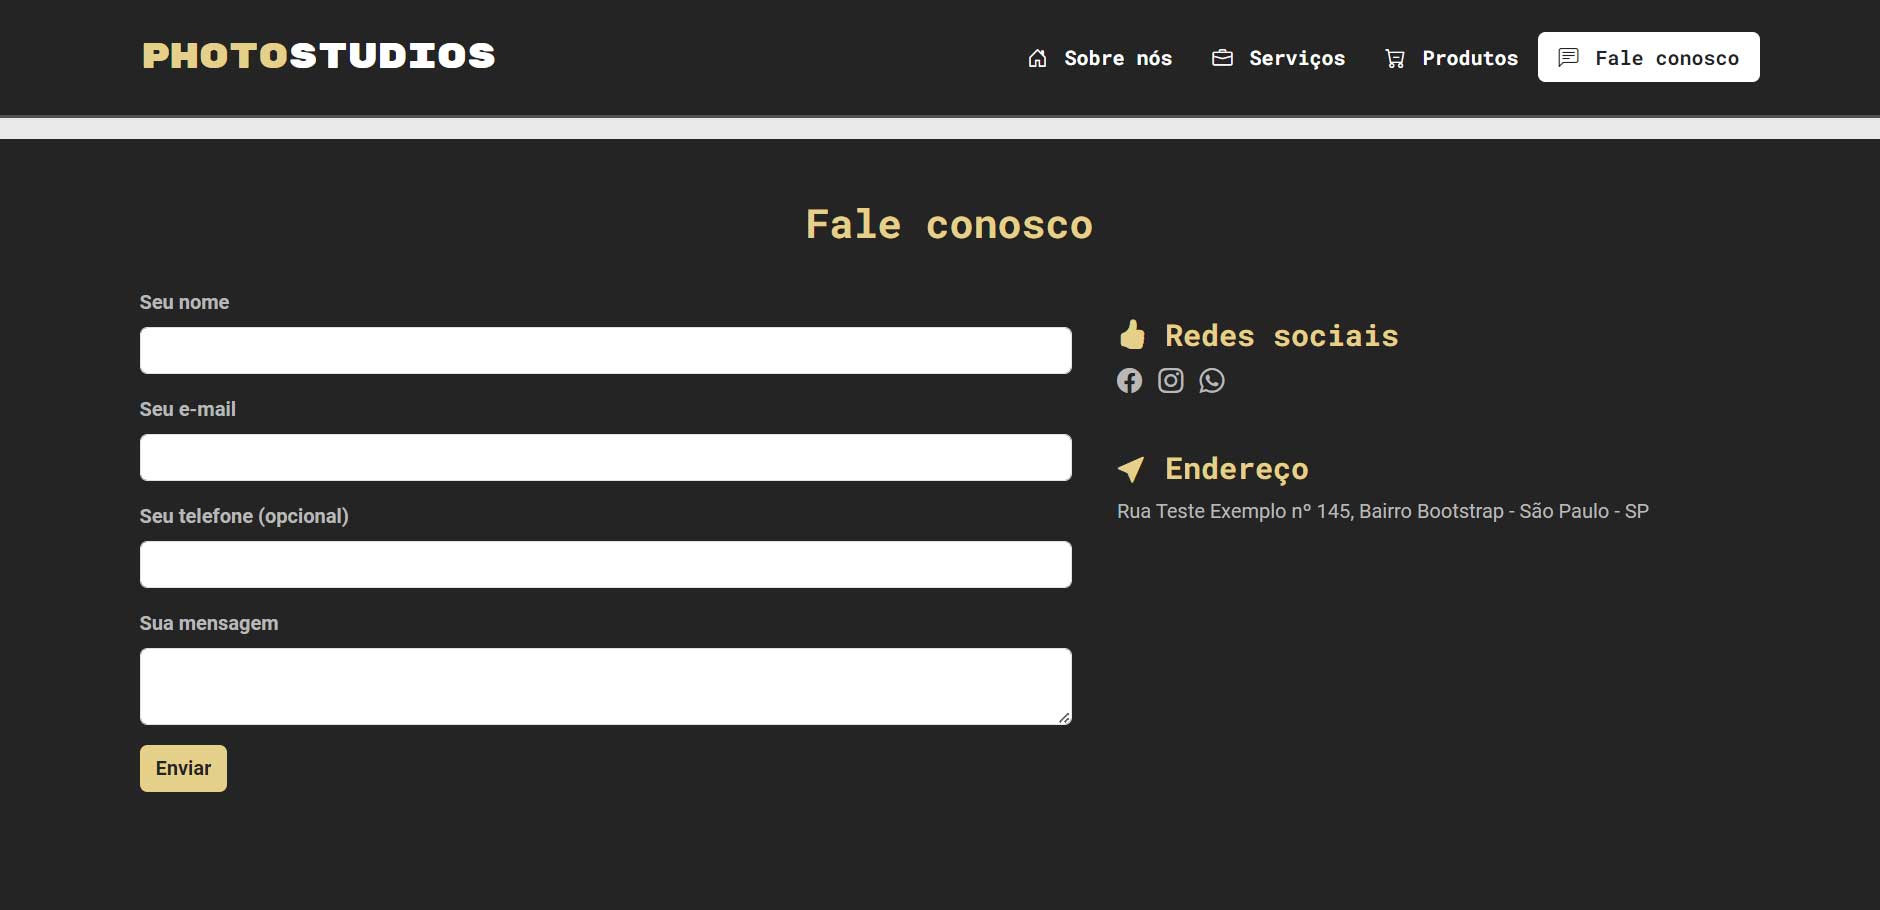 PHOTOSTUDIOS
Sobre nós
Serviços
Produtos
Fale conosco
Fale conosco
Seu nome
Seu e-mail
Seu telefone (opcional)
Sua mensagem
Enviar
Redes sociais
Endereço
Rua Teste Exemplo nº 145, Bairro Bootstrap - São Paulo - SP